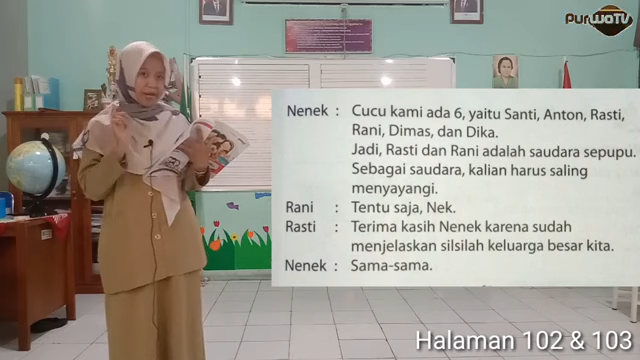 PURWOTV
Nenek : Cucu kami ada 6, yaitu Santi, Anton, Rasti,
Rani, Dimas, dan Dika.
Jadi, Rasti dan Rani adalah saudara sepupu.
Sebagai saudara, kalian harus saling
menyayangi.
Rani : Tentu saja, Nek.
Rasti : Terima kasih Nenek karena sudah
menjelaskan silsilah keluarga besar kita.
Nenek : Sama-sama.
Halaman 102 & 103